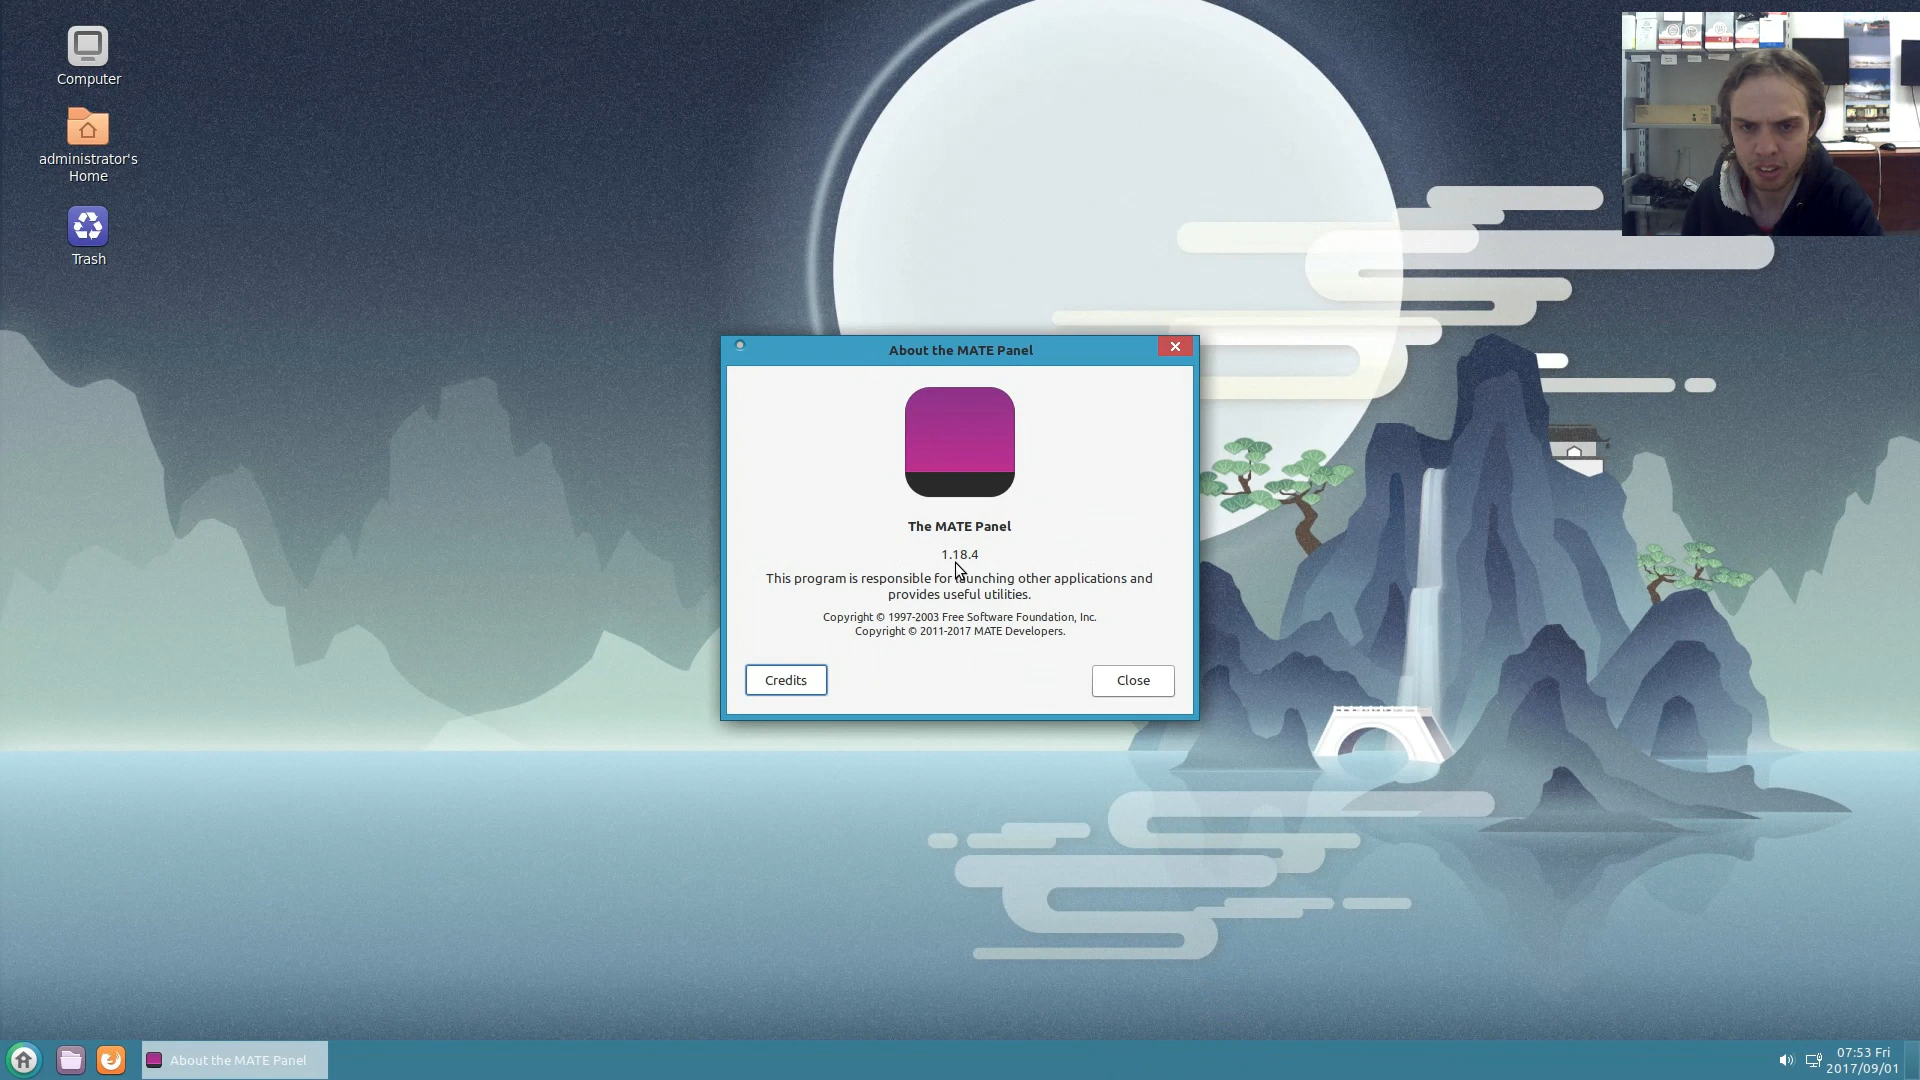 Computer
administrator's
Home
Trash
About the MATE Panel
The MATE Panel
1.18.4
This program is responsible for launching other applications and
provides useful utilities.
Copyright © 1997-2003 Free Software Foundation, Inc.
Copyright © 2011-2017 MATE Developers.
Credits
Close
About the MATE Panel
07:53 Fri
2017/09/01